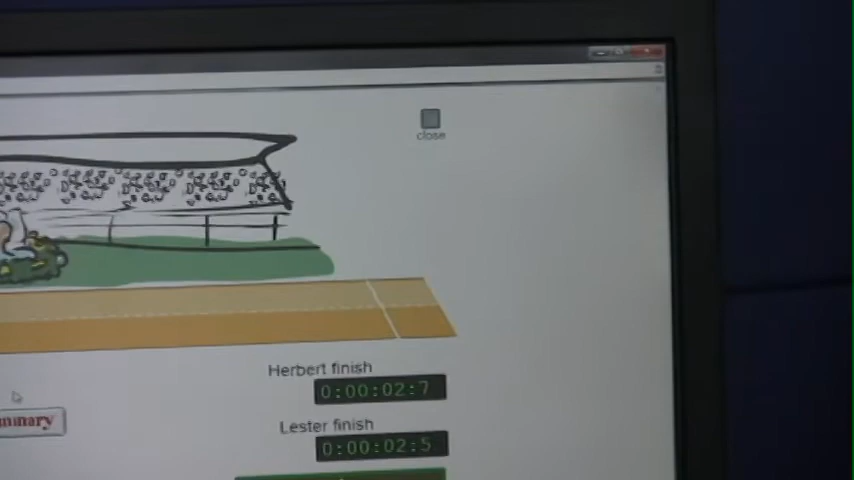 close
Herbert finish
0:00:02:7
Lester finish
0:00:02:5